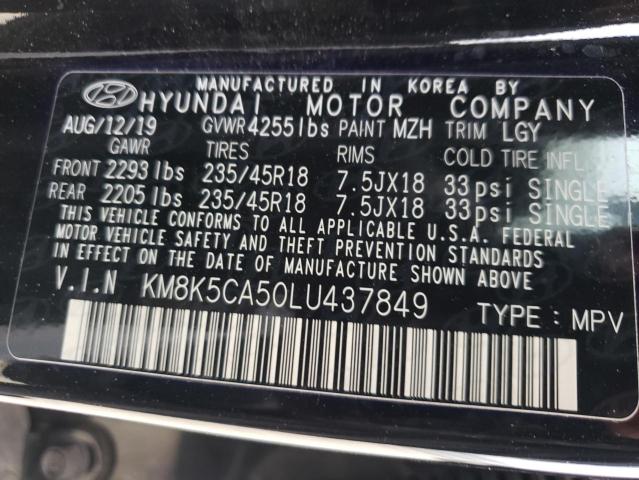 MANUFACTURED IN KOREA BY
HYUNDAI MOTOR COMPANY
AUG/12/19 GVWR 4255lbs PAINT MZH TRIM LGY
GAWR TIRES RIMS COLD TIRE INFL.
FRONT 2293 lbs 235/45R18 7.5JX18 33psi SINGLE
REAR 2205 lbs 235/45R18 7.5JX18 33psi SINGLE
THIS VEHICLE CONFORMS TO ALL APPLICABLE U.S.A. FEDERAL
MOTOR VEHICLE SAFETY AND THEFT PREVENTION STANDARDS
IN EFFECT ON THE DATE OF MANUFACTURE SHOWN ABOVE.
V.I.N KM8K5CA50LU437849 TYPE : MPV